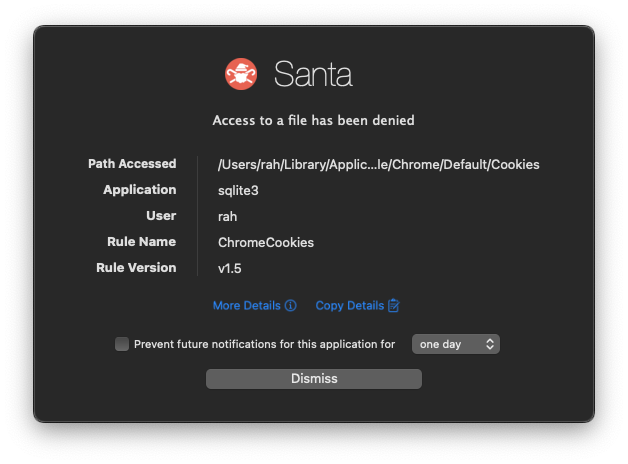 Santa
Access to a file has been denied
Path Accessed /Users/rah/Library/Applic...le/Chrome/Default/Cookies
Application sqlite3
User rah
Rule Name ChromeCookies
Rule Version v1.5
More Details Copy Details
Prevent future notifications for this application for one day
Dismiss